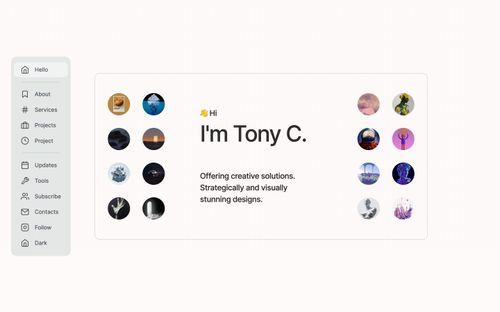 Hello
About
Services
Projects
Project
Updates
Tools
Subscribe
Contacts
Follow
Dark
👋 Hi
I'm Tony C.
Offering creative solutions.
Strategically and visually
stunning designs.